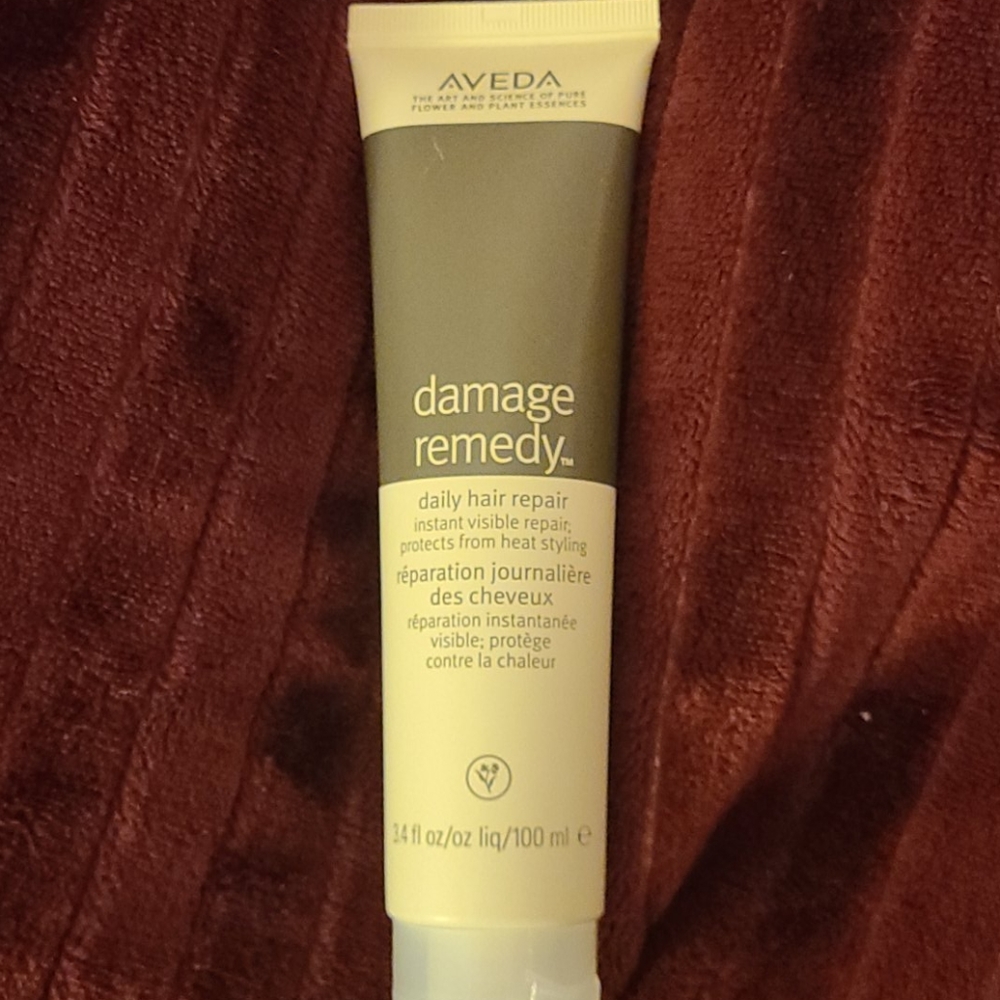 AVEDA
THE ART AND SCIENCE OF PURE
FLOWER AND PLANT ESSENCES
damage
remedy™
daily hair repair
instant visible repair;
protects from heat styling
réparation journalière
des cheveux
réparation instantanée
visible; protège
contre la chaleur
3.4 fl oz/oz liq/100 ml ℮